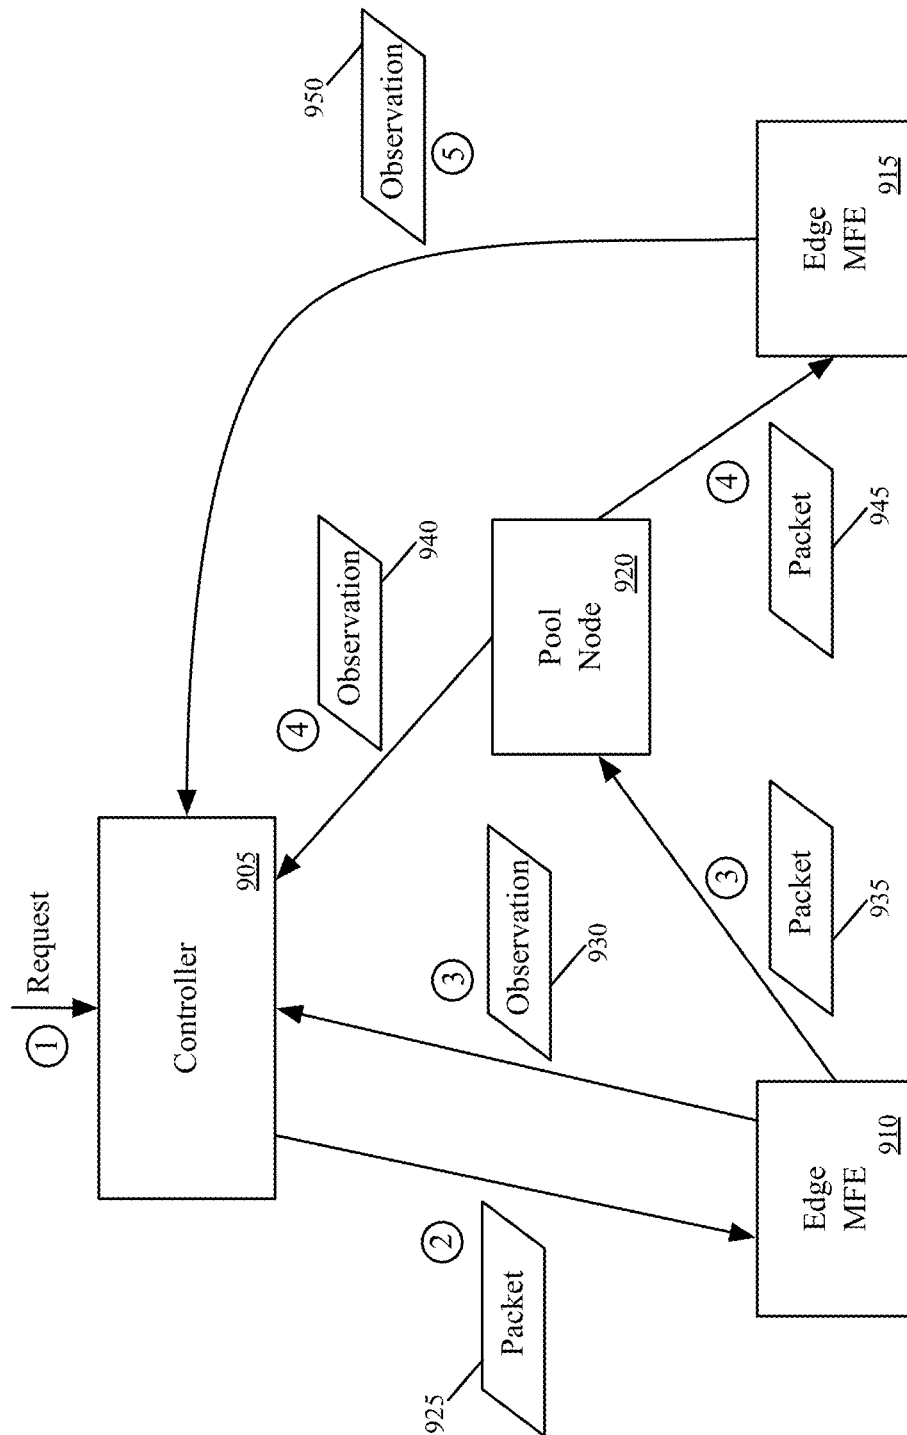 ①
Request
Controller
905
②
Packet
925
③
Observation
930
④
Observation
940
Observation
950
⑤
Pool
Node
920
③
Packet
935
④
Packet
945
Edge
MFE
910
Edge
MFE
915